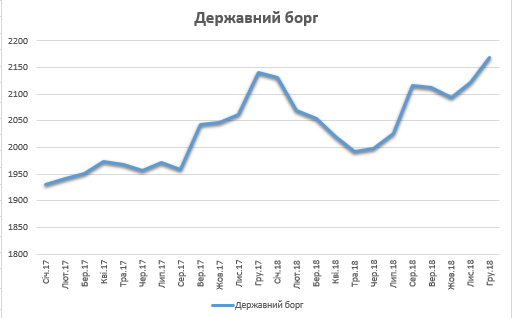 Державний борг
2200
2150
2100
2050
2000
1950
1900
1850
1800
Січ.17
Лют.17
Бер.17
Кві.17
Тра.17
Чер.17
Лип.17
Сер.17
Вер.17
Жов.17
Лис.17
Гру.17
Січ.18
Лют.18
Бер.18
Кві.18
Тра.18
Чер.18
Лип.18
Сер.18
Вер.18
Жов.18
Лис.18
Гру.18
Державний борг